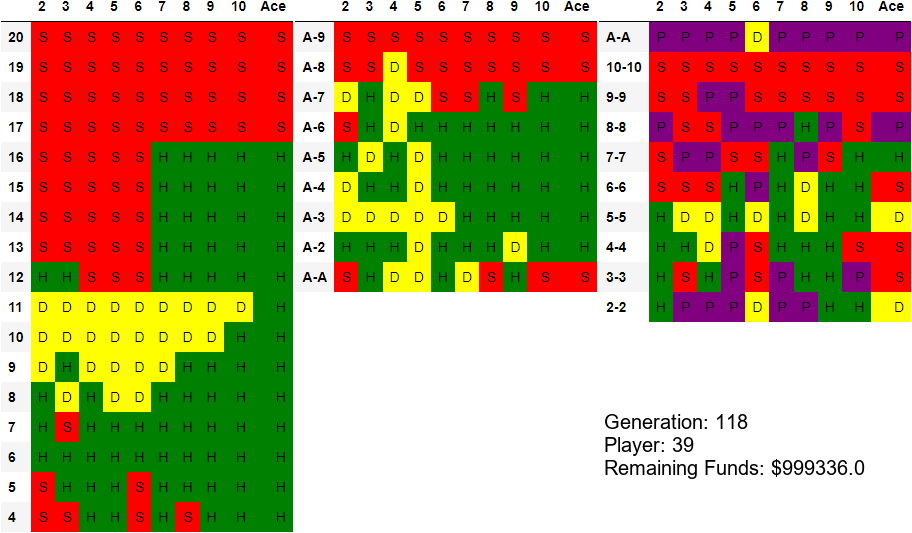 2 3 4 5 6 7 8 9 10 Ace
20 S S S S S S S S S S
19 S S S S S S S S S S
18 S S S S S S S S S S
17 S S S S S S S S S S
16 S S S S S H H H H H
15 S S S S S H H H H H
14 S S S S S H H H H H
13 S S S S S H H H H H
12 H H S S S H H H H H
11 D D D D D D D D D H
10 D D D D D D D D H H
9 D H D D D D H H H H
8 H D H D D H H H H H
7 H S H H H H H H H H
6 H H H H H H H H H H
5 S H H H S H H H H H
4 S S H H S H S H H H
2 3 4 5 6 7 8 9 10 Ace
A-9 S S S S S S S S S S
A-8 S S D S S S S S S S
A-7 D H D D S S H S H H
A-6 S H D H H H H H H H
A-5 H D H D H H H H H H
A-4 D H H D H H H H H H
A-3 D D D D D H H H H H
A-2 H H H D H H H D H H
A-A S H D D H D S H S S
2 3 4 5 6 7 8 9 10 Ace
A-A P P P P D P P P P P
10-10 S S S S S S S S S S
9-9 S S P P S S S S S S
8-8 P S S P P P H P S P
7-7 S P P S S H P S H H
6-6 S S S H P H D H H S
5-5 H D D H D H D H H D
4-4 H H D P S H H H S S
3-3 H S H P S P H H P S
2-2 H P P P D P P H H D
Generation: 118
Player: 39
Remaining Funds: $999336.0